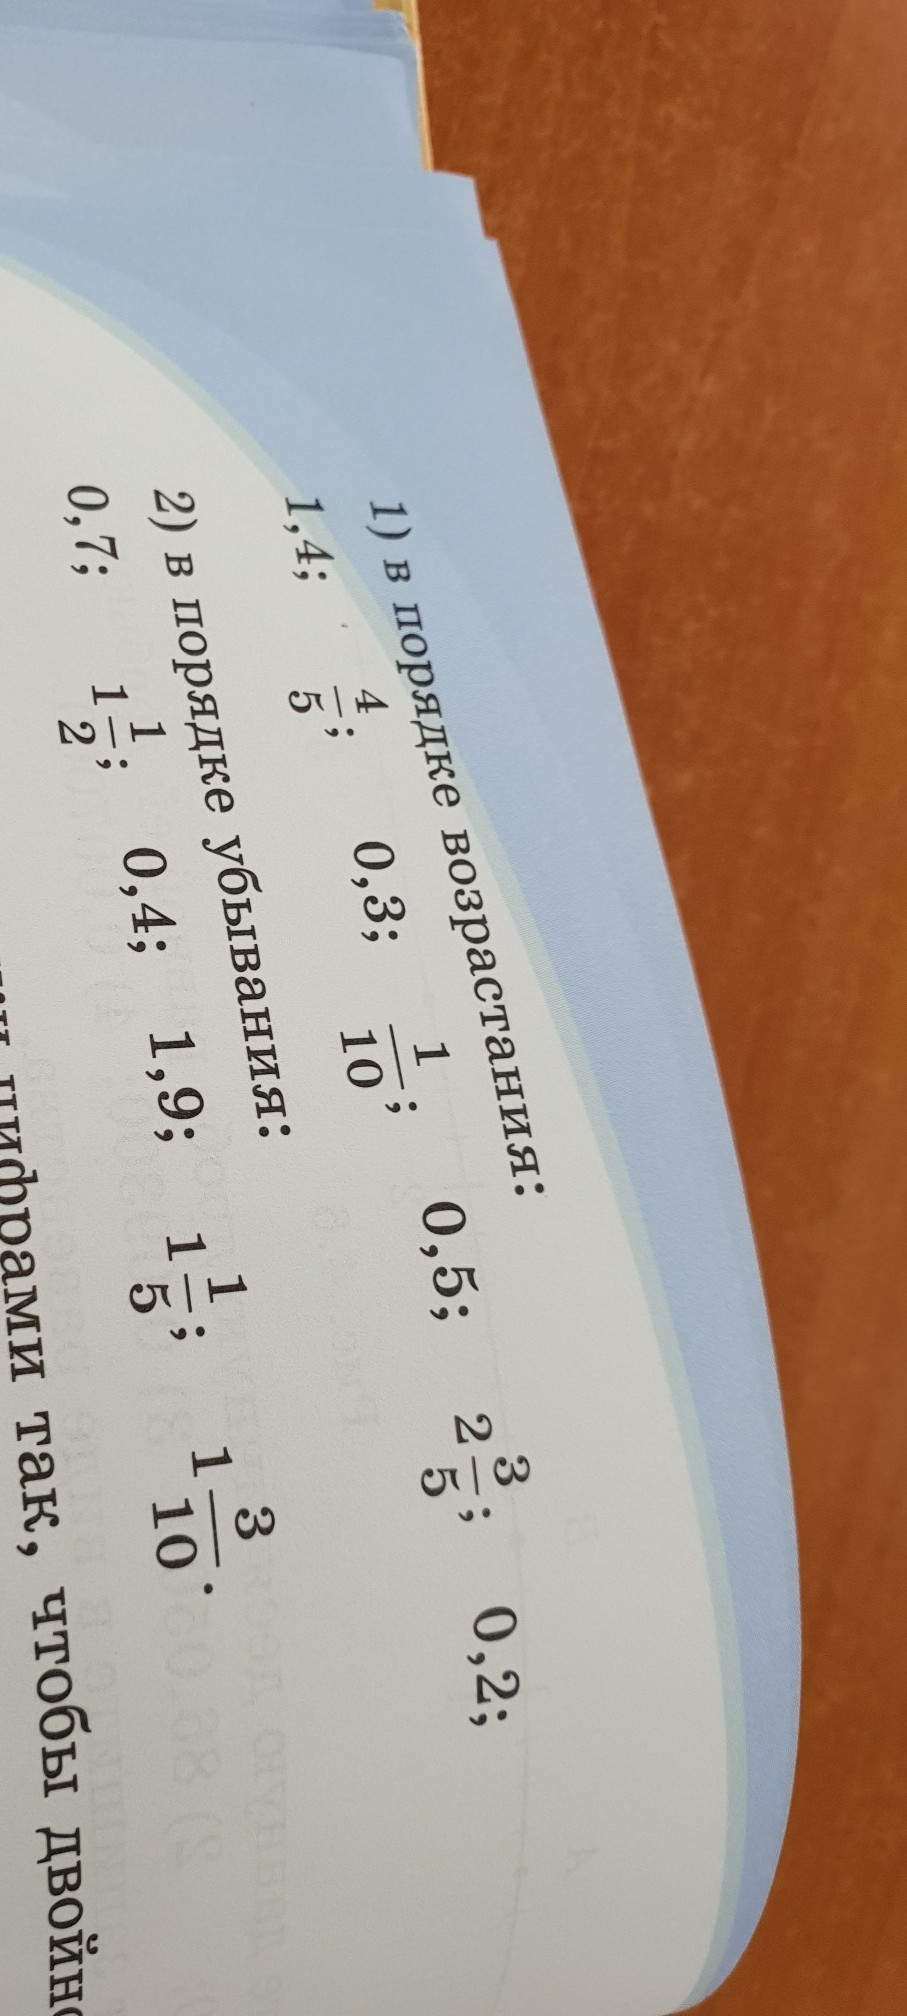 1) в порядке возрастания:
1,4; 4/5; 0,3; 1/10; 0,5; 2 3/5; 0,2;
2) в порядке убывания:
0,7; 1 1/2; 0,4; 1,9; 1 1/5; 1 3/10.
цифрами так, чтобы